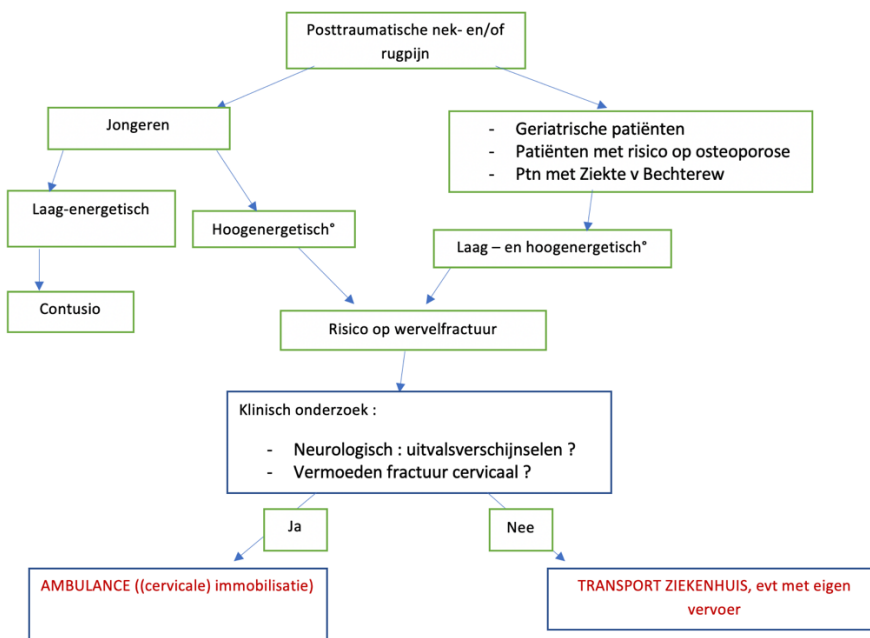 Posttraumatische nek- en/of
rugpijn
Jongeren
- Geriatrische patiënten
- Patiënten met risico op osteoporose
- Ptn met Ziekte v Bechterew
Laag-energetisch
Hoogenergetisch°
Laag – en hoogenergetisch°
Contusio
Risico op wervelfractuur
Klinisch onderzoek :
- Neurologisch : uitvalsverschijnselen ?
- Vermoeden fractuur cervicaal ?
Ja
Nee
AMBULANCE ((cervicale) immobilisatie)
TRANSPORT ZIEKENHUIS, evt met eigen
vervoer